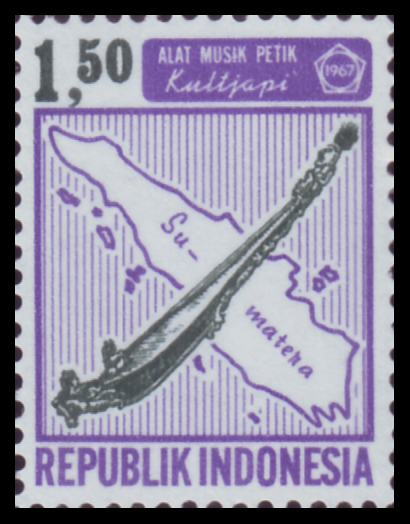 1,50
ALAT MUSIK PETIK
Kultjapi
1967
Su-
matera
REPUBLIK INDONESIA